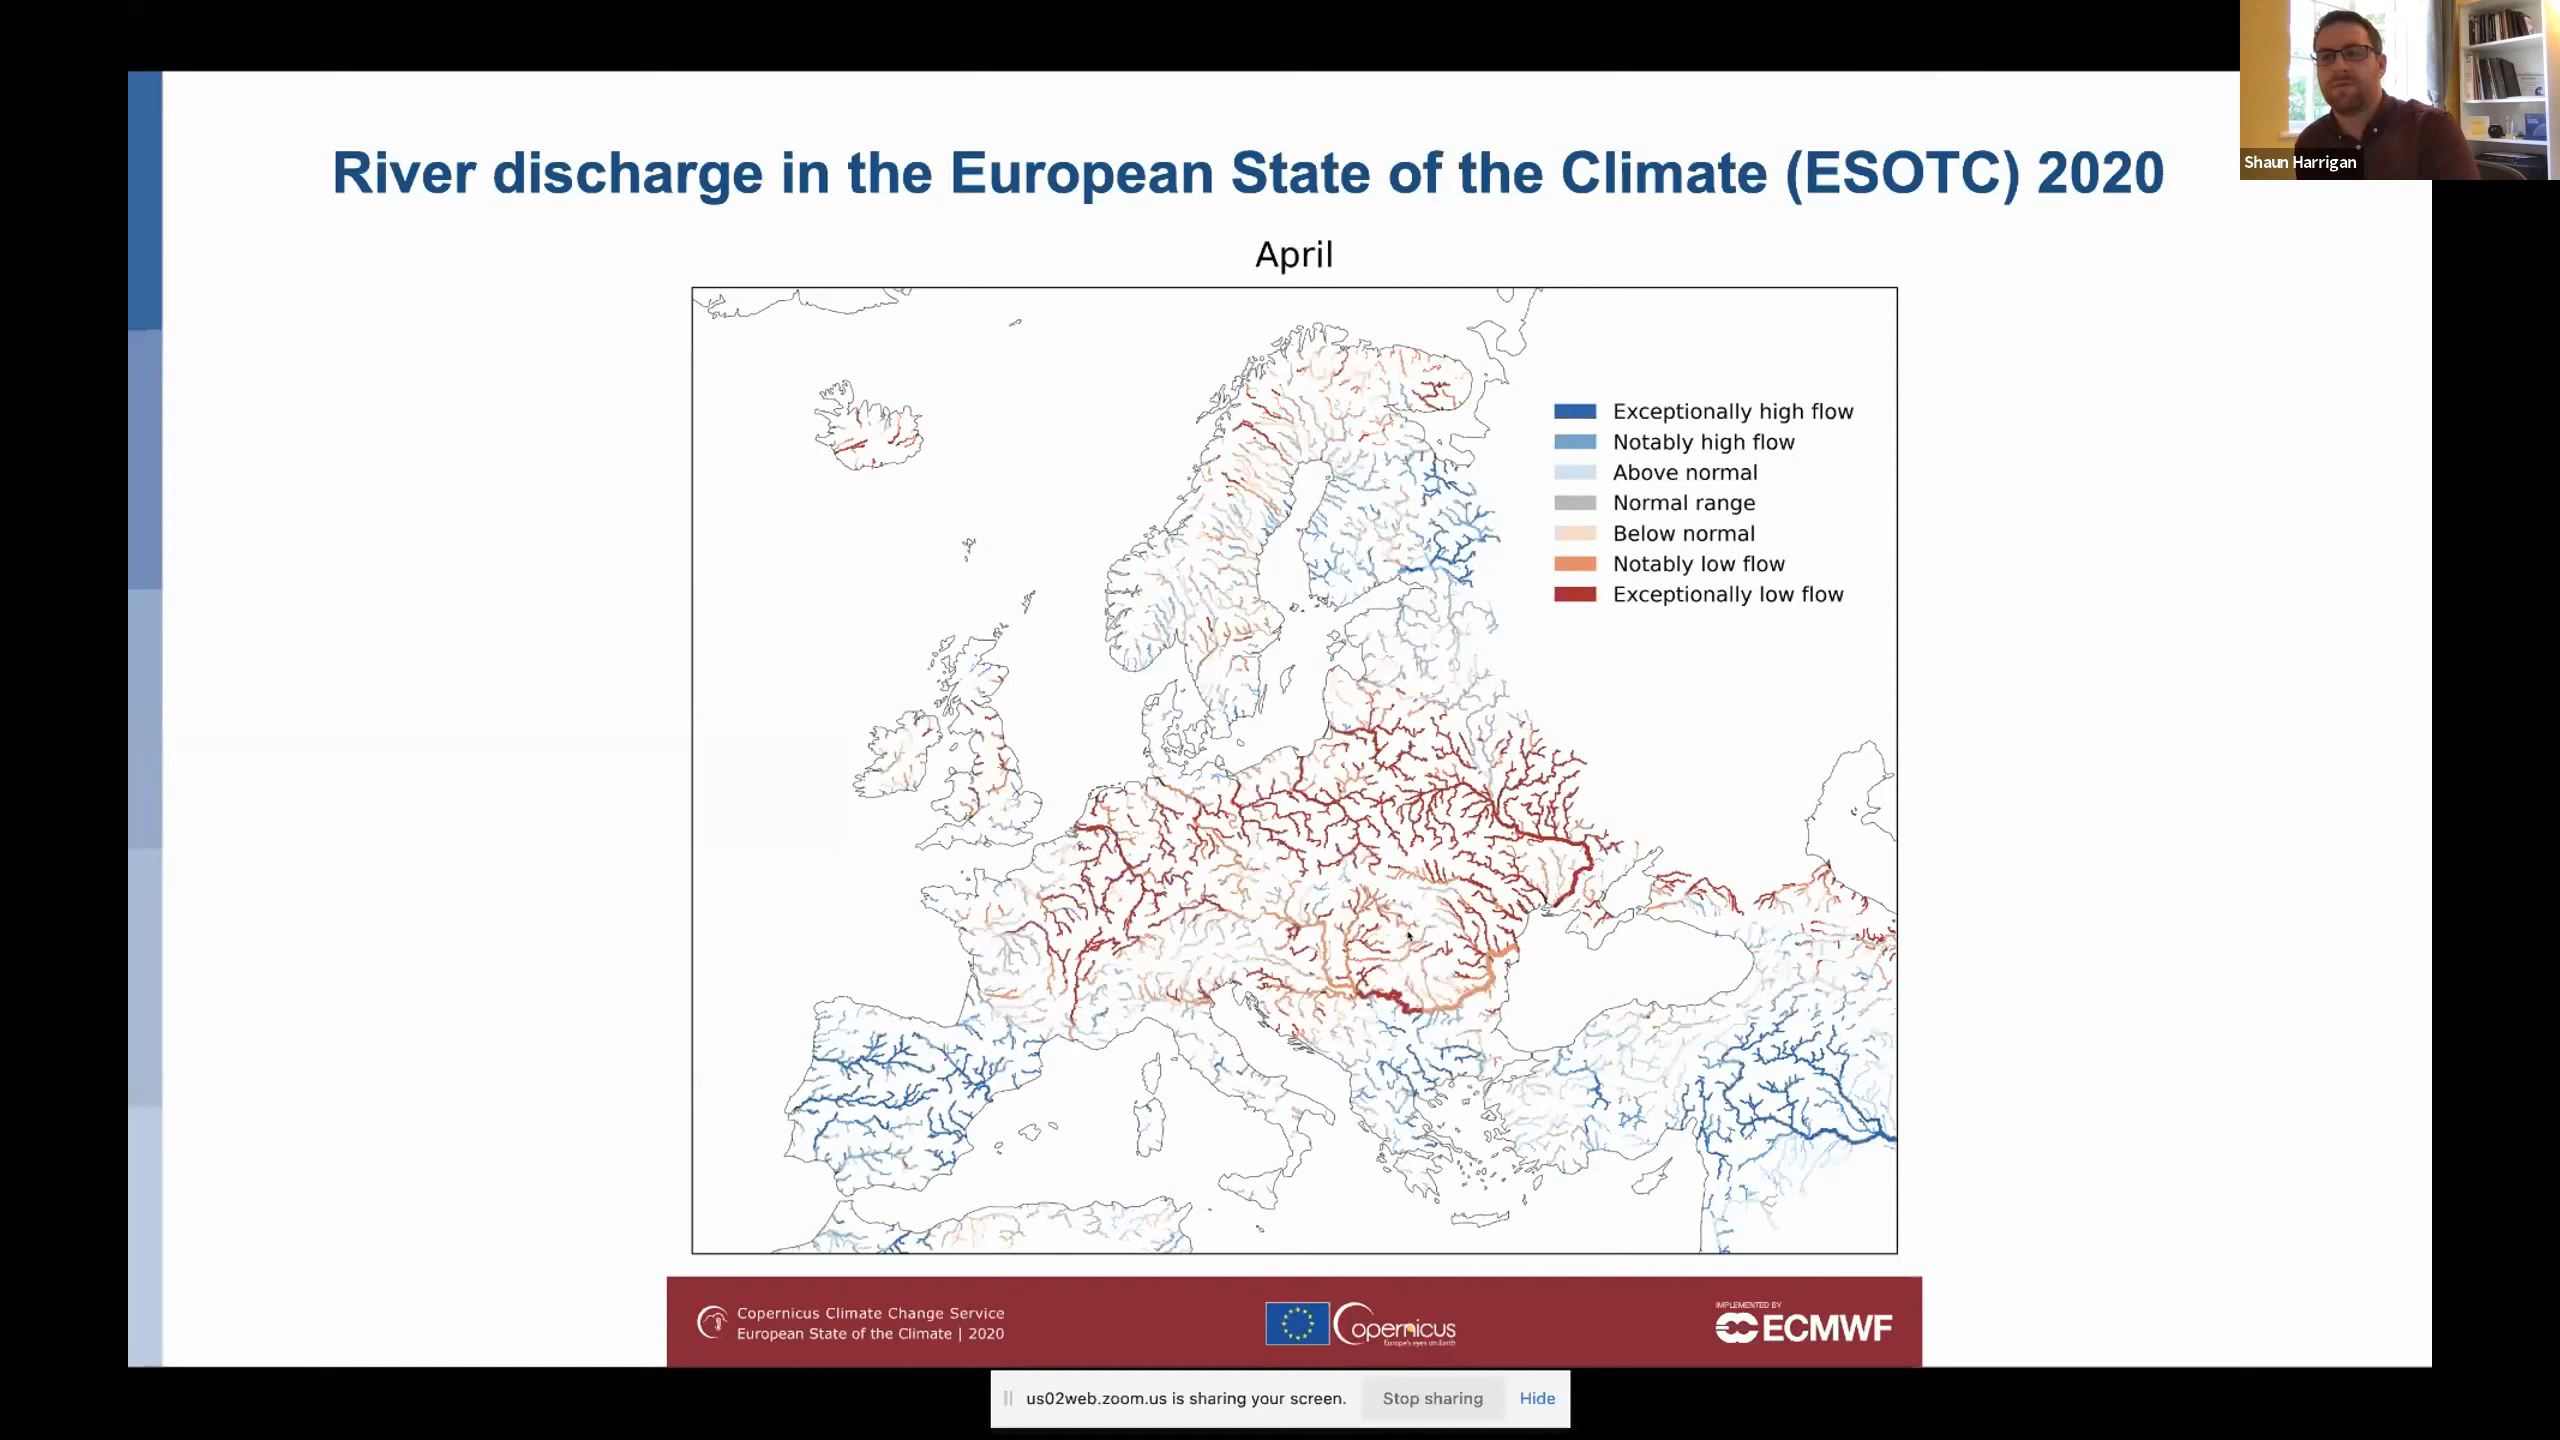 Shaun Harrigan
River discharge in the European State of the Climate (ESOTC) 2020
April
Exceptionally high flow
Notably high flow
Above normal
Normal range
Below normal
Notably low flow
Exceptionally low flow
Copernicus Climate Change Service
European State of the Climate | 2020
Copernicus
Europe's eyes on Earth
IMPLEMENTED BY
ECMWF
us02web.zoom.us is sharing your screen.
Stop sharing
Hide